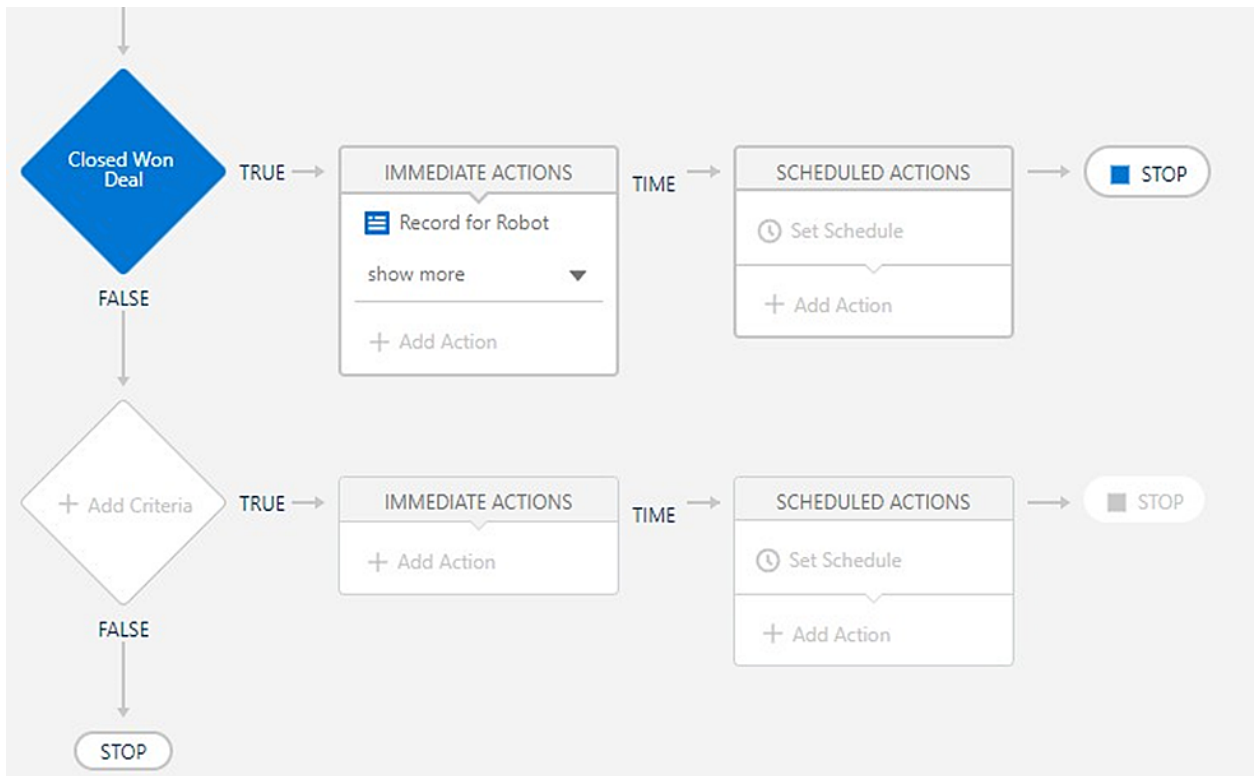 Closed Won
Deal
TRUE
IMMEDIATE ACTIONS
TIME
SCHEDULED ACTIONS
STOP
Record for Robot
Set Schedule
show more
FALSE
+ Add Action
+ Add Action
+ Add Criteria
TRUE
IMMEDIATE ACTIONS
TIME
SCHEDULED ACTIONS
STOP
+ Add Action
Set Schedule
FALSE
+ Add Action
STOP